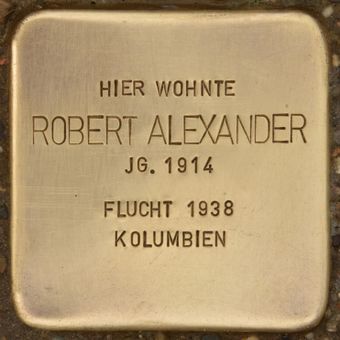 HIER WOHNTE
ROBERT ALEXANDER
JG. 1914
FLUCHT 1938
KOLUMBIEN